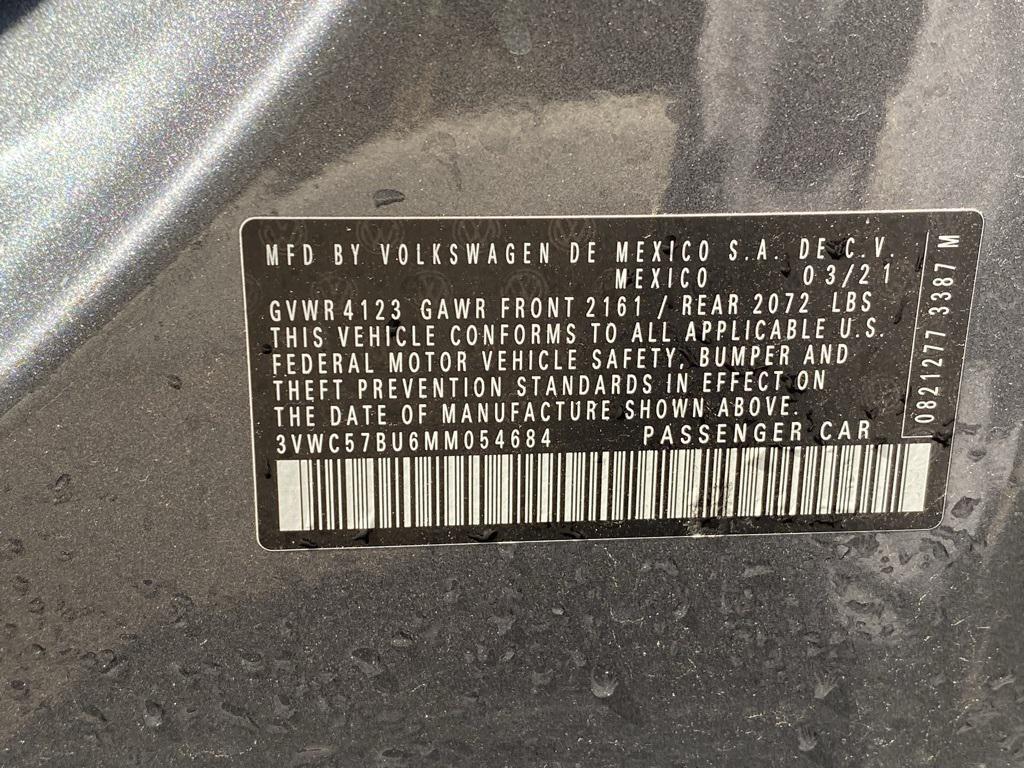 MFD BY VOLKSWAGEN DE MEXICO S.A. DE C.V.
MEXICO 03/21
GVWR 4123 GAWR FRONT 2161 / REAR 2072 LBS
THIS VEHICLE CONFORMS TO ALL APPLICABLE U.S.
FEDERAL MOTOR VEHICLE SAFETY, BUMPER AND
THEFT PREVENTION STANDARDS IN EFFECT ON
THE DATE OF MANUFACTURE SHOWN ABOVE.
3VWC57BU6MM054684 PASSENGER CAR
0821277 3387 M